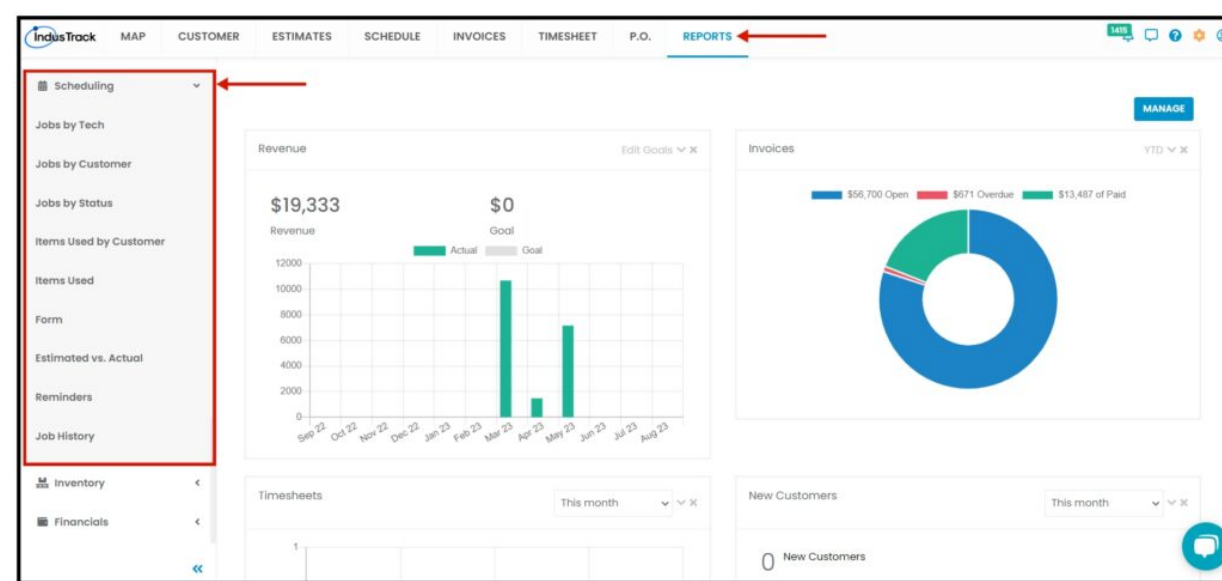 IndusTrack MAP CUSTOMER ESTIMATES SCHEDULE INVOICES TIMESHEET P.O. REPORTS 1415
Scheduling
Jobs by Tech
Jobs by Customer
Jobs by Status
Items Used by Customer
Items Used
Form
Estimated vs. Actual
Reminders
Job History
Inventory
Financials
MANAGE
Revenue Edit Goals
$19,333 $0
Revenue Goal
Actual Goal
12000
10000
8000
6000
4000
2000
0
Sep 22 Oct 22 Nov 22 Dec 22 Jan 23 Feb 23 Mar 23 Apr 23 May 23 Jun 23 Jul 23 Aug 23
Invoices YTD
$56,700 Open $671 Overdue $13,487 of Paid
Timesheets This month
1
New Customers This month
0 New Customers